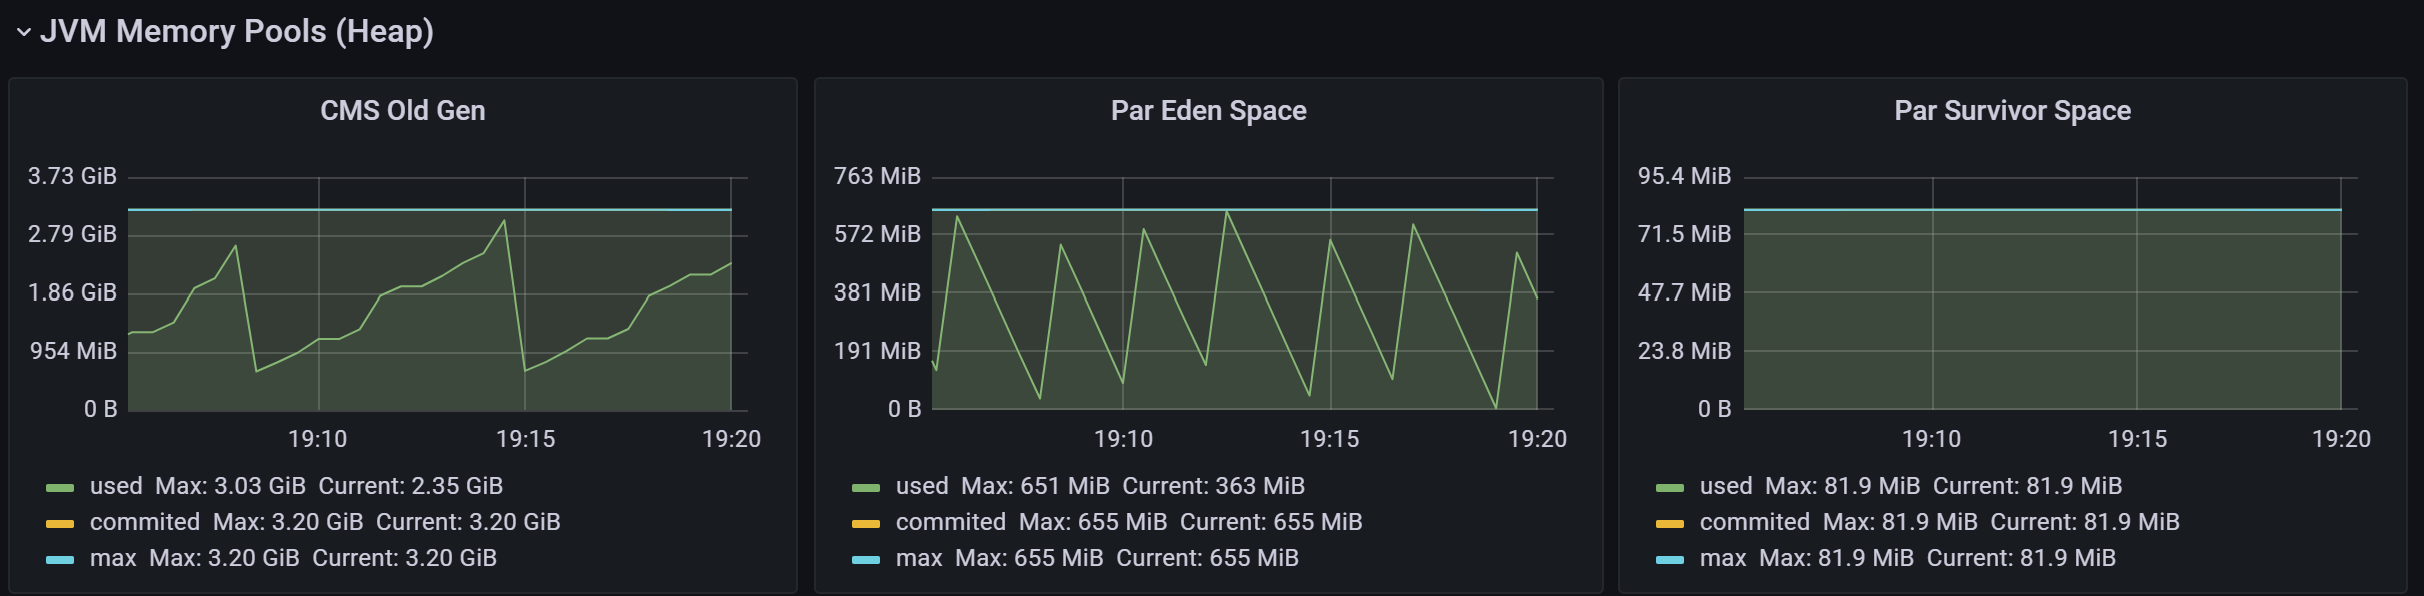 JVM Memory Pools (Heap)
CMS Old Gen
3.73 GiB
2.79 GiB
1.86 GiB
954 MiB
0 B
19:10 19:15 19:20
used Max: 3.03 GiB Current: 2.35 GiB
commited Max: 3.20 GiB Current: 3.20 GiB
max Max: 3.20 GiB Current: 3.20 GiB
Par Eden Space
763 MiB
572 MiB
381 MiB
191 MiB
0 B
19:10 19:15 19:20
used Max: 651 MiB Current: 363 MiB
commited Max: 655 MiB Current: 655 MiB
max Max: 655 MiB Current: 655 MiB
Par Survivor Space
95.4 MiB
71.5 MiB
47.7 MiB
23.8 MiB
0 B
19:10 19:15 19:20
used Max: 81.9 MiB Current: 81.9 MiB
commited Max: 81.9 MiB Current: 81.9 MiB
max Max: 81.9 MiB Current: 81.9 MiB